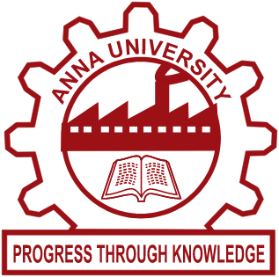 ANNA UNIVERSITY
PROGRESS THROUGH KNOWLEDGE